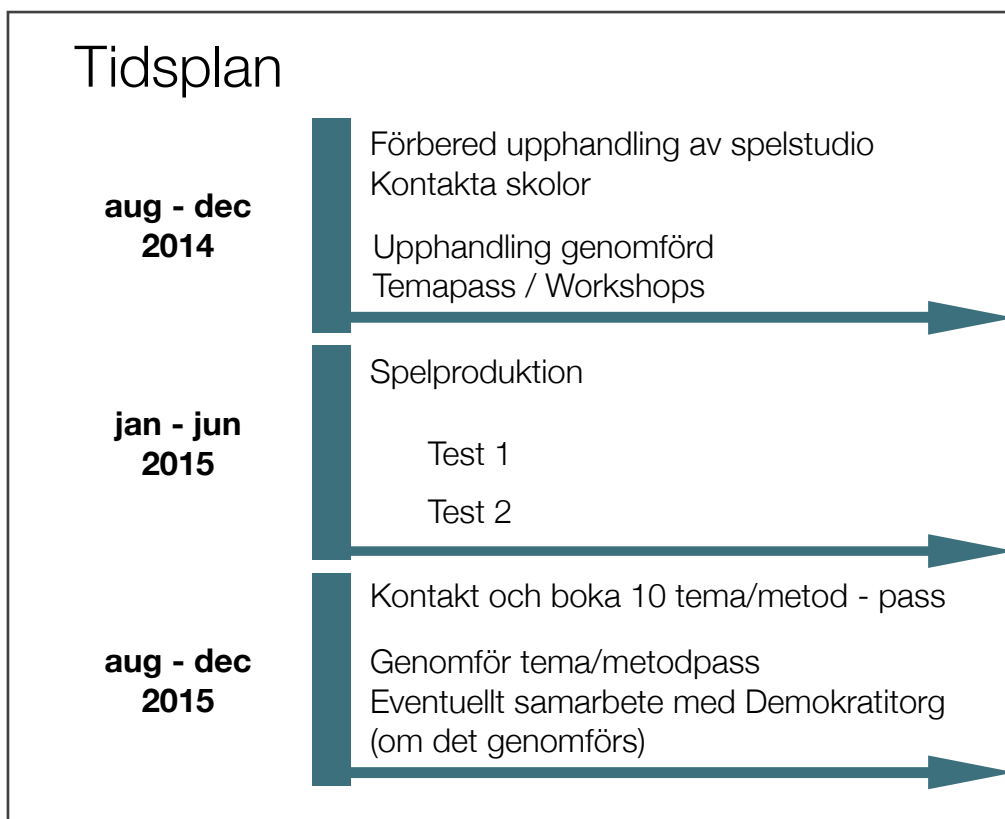 Tidsplan
aug - dec
2014
Förbered upphandling av spelstudio
Kontakta skolor
Upphandling genomförd
Temapass / Workshops
jan - jun
2015
Spelproduktion
Test 1
Test 2
aug - dec
2015
Kontakt och boka 10 tema/metod - pass
Genomför tema/metodpass
Eventuellt samarbete med Demokratitorg
(om det genomförs)